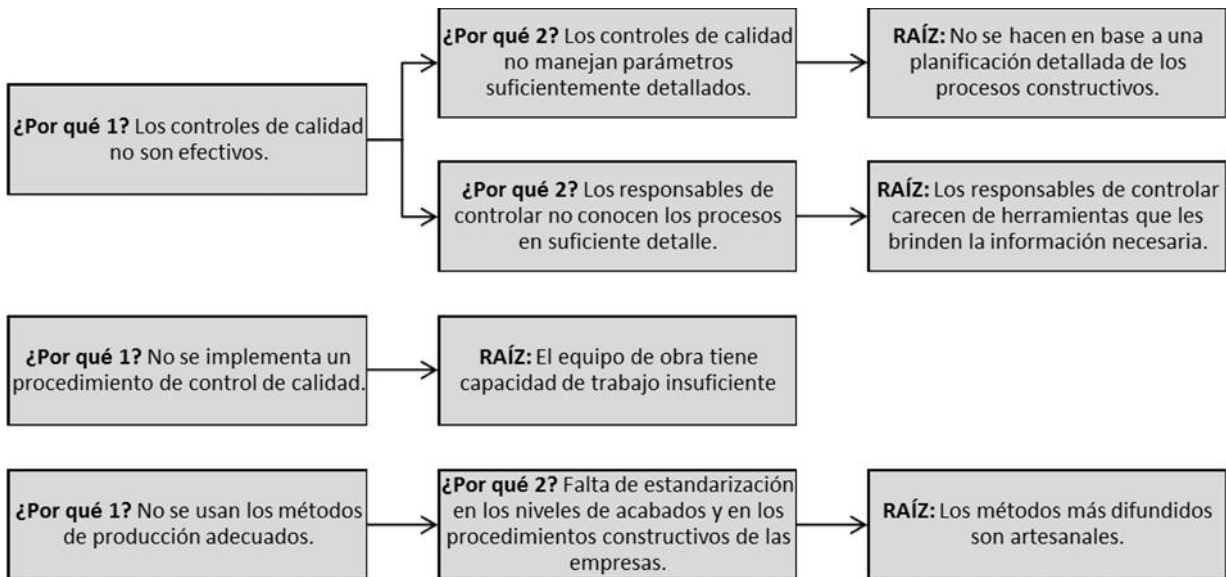 ¿Por qué 1? Los controles de calidad
no son efectivos.
¿Por qué 2? Los controles de calidad
no manejan parámetros
suficientemente detallados.
RAÍZ: No se hacen en base a una
planificación detallada de los
procesos constructivos.
¿Por qué 2? Los responsables de
controlar no conocen los procesos
en suficiente detalle.
RAÍZ: Los responsables de controlar
carecen de herramientas que les
brinden la información necesaria.
¿Por qué 1? No se implementa un
procedimiento de control de calidad.
RAÍZ: El equipo de obra tiene
capacidad de trabajo insuficiente
¿Por qué 1? No se usan los métodos
de producción adecuados.
¿Por qué 2? Falta de estandarización
en los niveles de acabados y en los
procedimientos constructivos de las
empresas.
RAÍZ: Los métodos más difundidos
son artesanales.